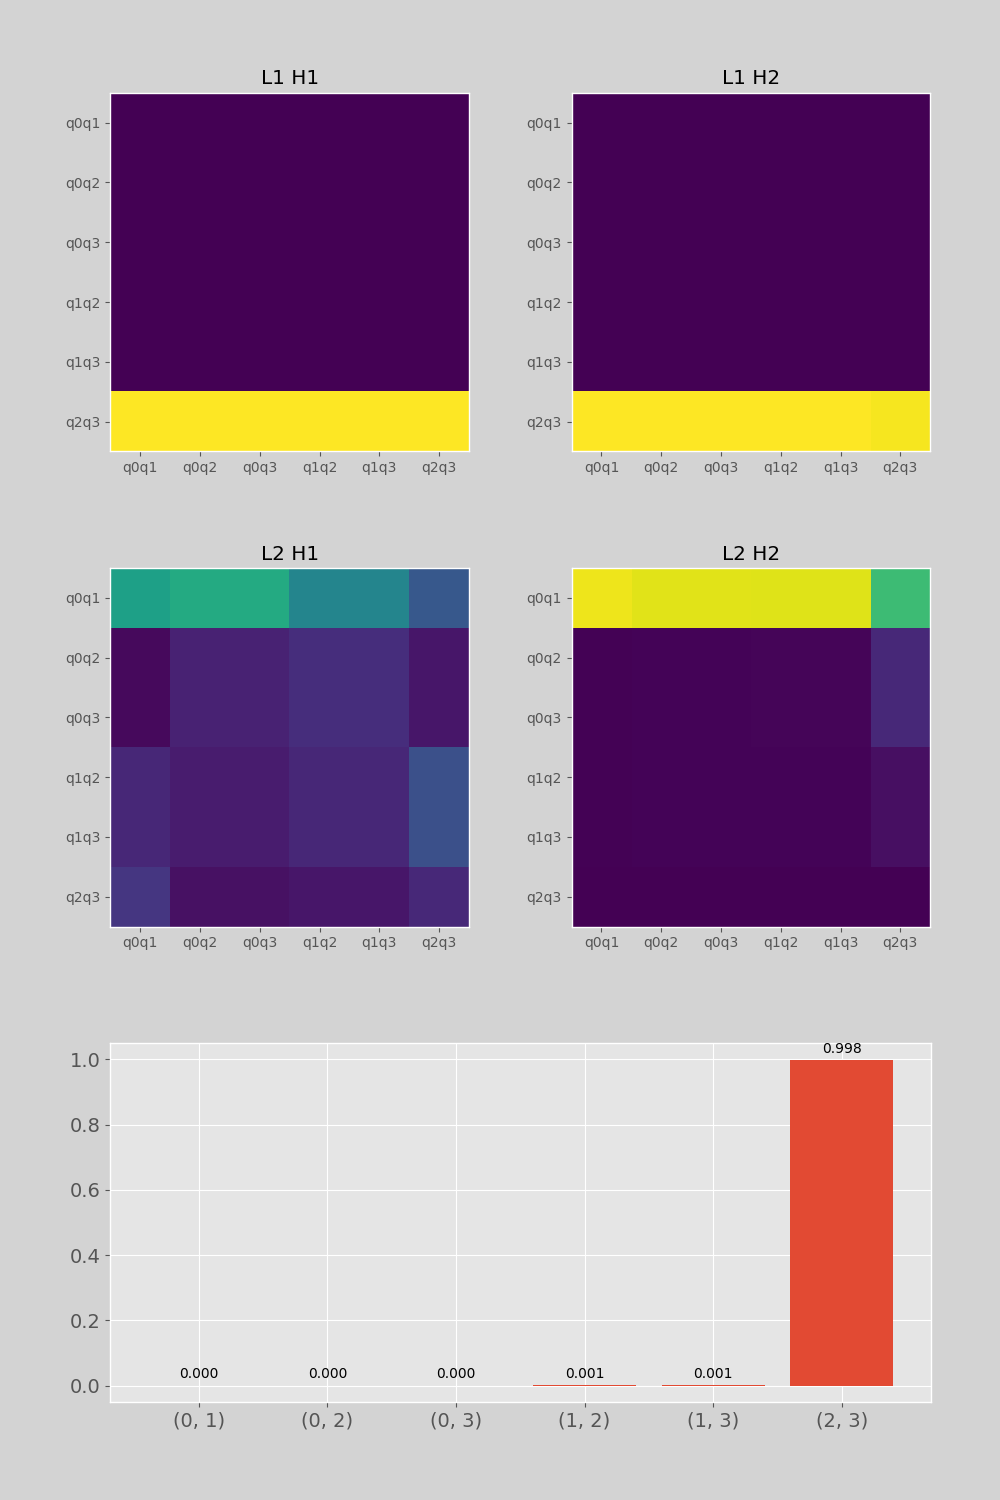 L1 H1 L1 H2
q0q1 q0q1
q0q2 q0q2
q0q3 q0q3
q1q2 q1q2
q1q3 q1q3
q2q3 q2q3
q0q1 q0q2 q0q3 q1q2 q1q3 q2q3 q0q1 q0q2 q0q3 q1q2 q1q3 q2q3
L2 H1 L2 H2
q0q1 q0q1
q0q2 q0q2
q0q3 q0q3
q1q2 q1q2
q1q3 q1q3
q2q3 q2q3
q0q1 q0q2 q0q3 q1q2 q1q3 q2q3 q0q1 q0q2 q0q3 q1q2 q1q3 q2q3
0.998
1.0
0.8
0.6
0.4
0.2
0.000 0.000 0.000 0.001 0.001
0.0
(0, 1) (0, 2) (0, 3) (1, 2) (1, 3) (2, 3)